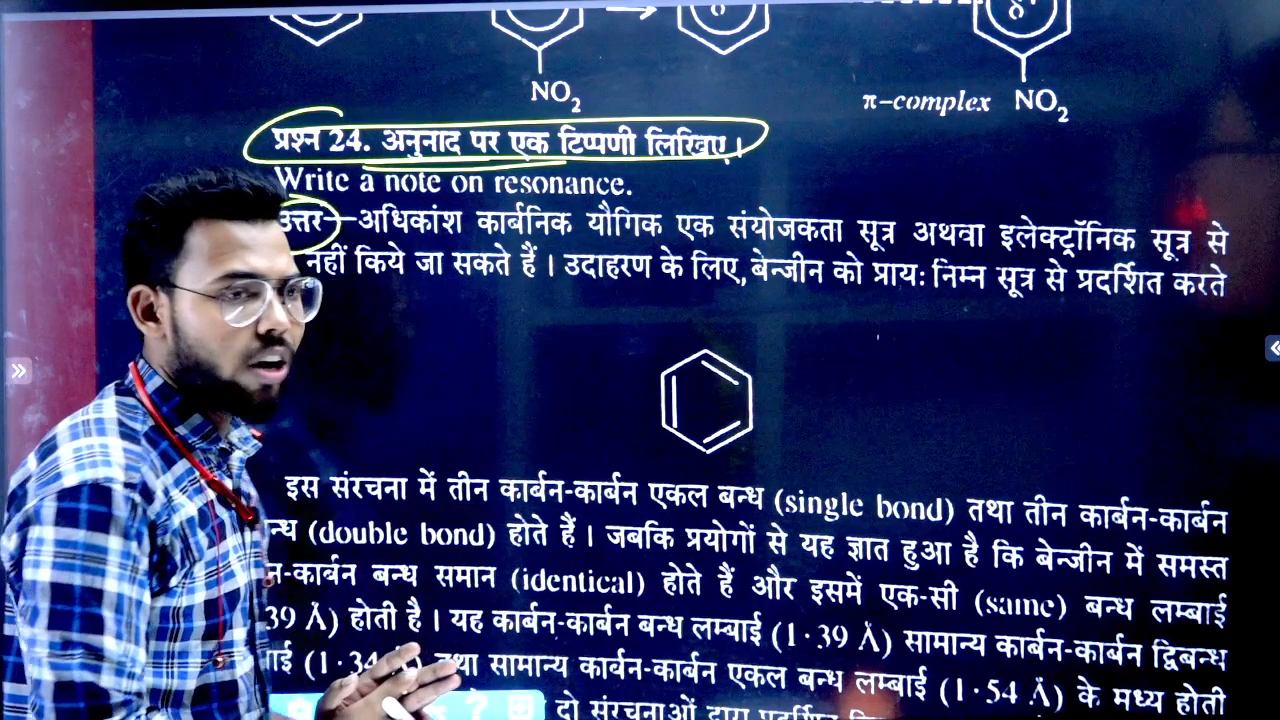 NO2
π-complex NO2
प्रश्न 24. अनुनाद पर एक टिप्पणी लिखिए।
Write a note on resonance.
उत्तर—अधिकांश कार्बनिक यौगिक एक संयोजकता सूत्र अथवा इलेक्ट्रॉनिक सूत्र से
नहीं किये जा सकते हैं। उदाहरण के लिए, बेन्जीन को प्राय: निम्न सूत्र से प्रदर्शित करते
इस संरचना में तीन कार्बन-कार्बन एकल बन्ध (single bond) तथा तीन कार्बन-कार्बन
न्ध (double bond) होते हैं। जबकि प्रयोगों से यह ज्ञात हुआ है कि बेन्जीन में समस्त
न-कार्बन बन्ध समान (identical) होते हैं और इसमें एक-सी (same) बन्ध लम्बाई
39 Å) होती है। यह कार्बन-कार्बन बन्ध लम्बाई (1·39 Å) सामान्य कार्बन-कार्बन द्विबन्ध
ाई (1·34 Å) तथा सामान्य कार्बन-कार्बन एकल बन्ध लम्बाई (1·54 Å) के मध्य होती
दो संरचनाओं द्वारा प्रदर्शित